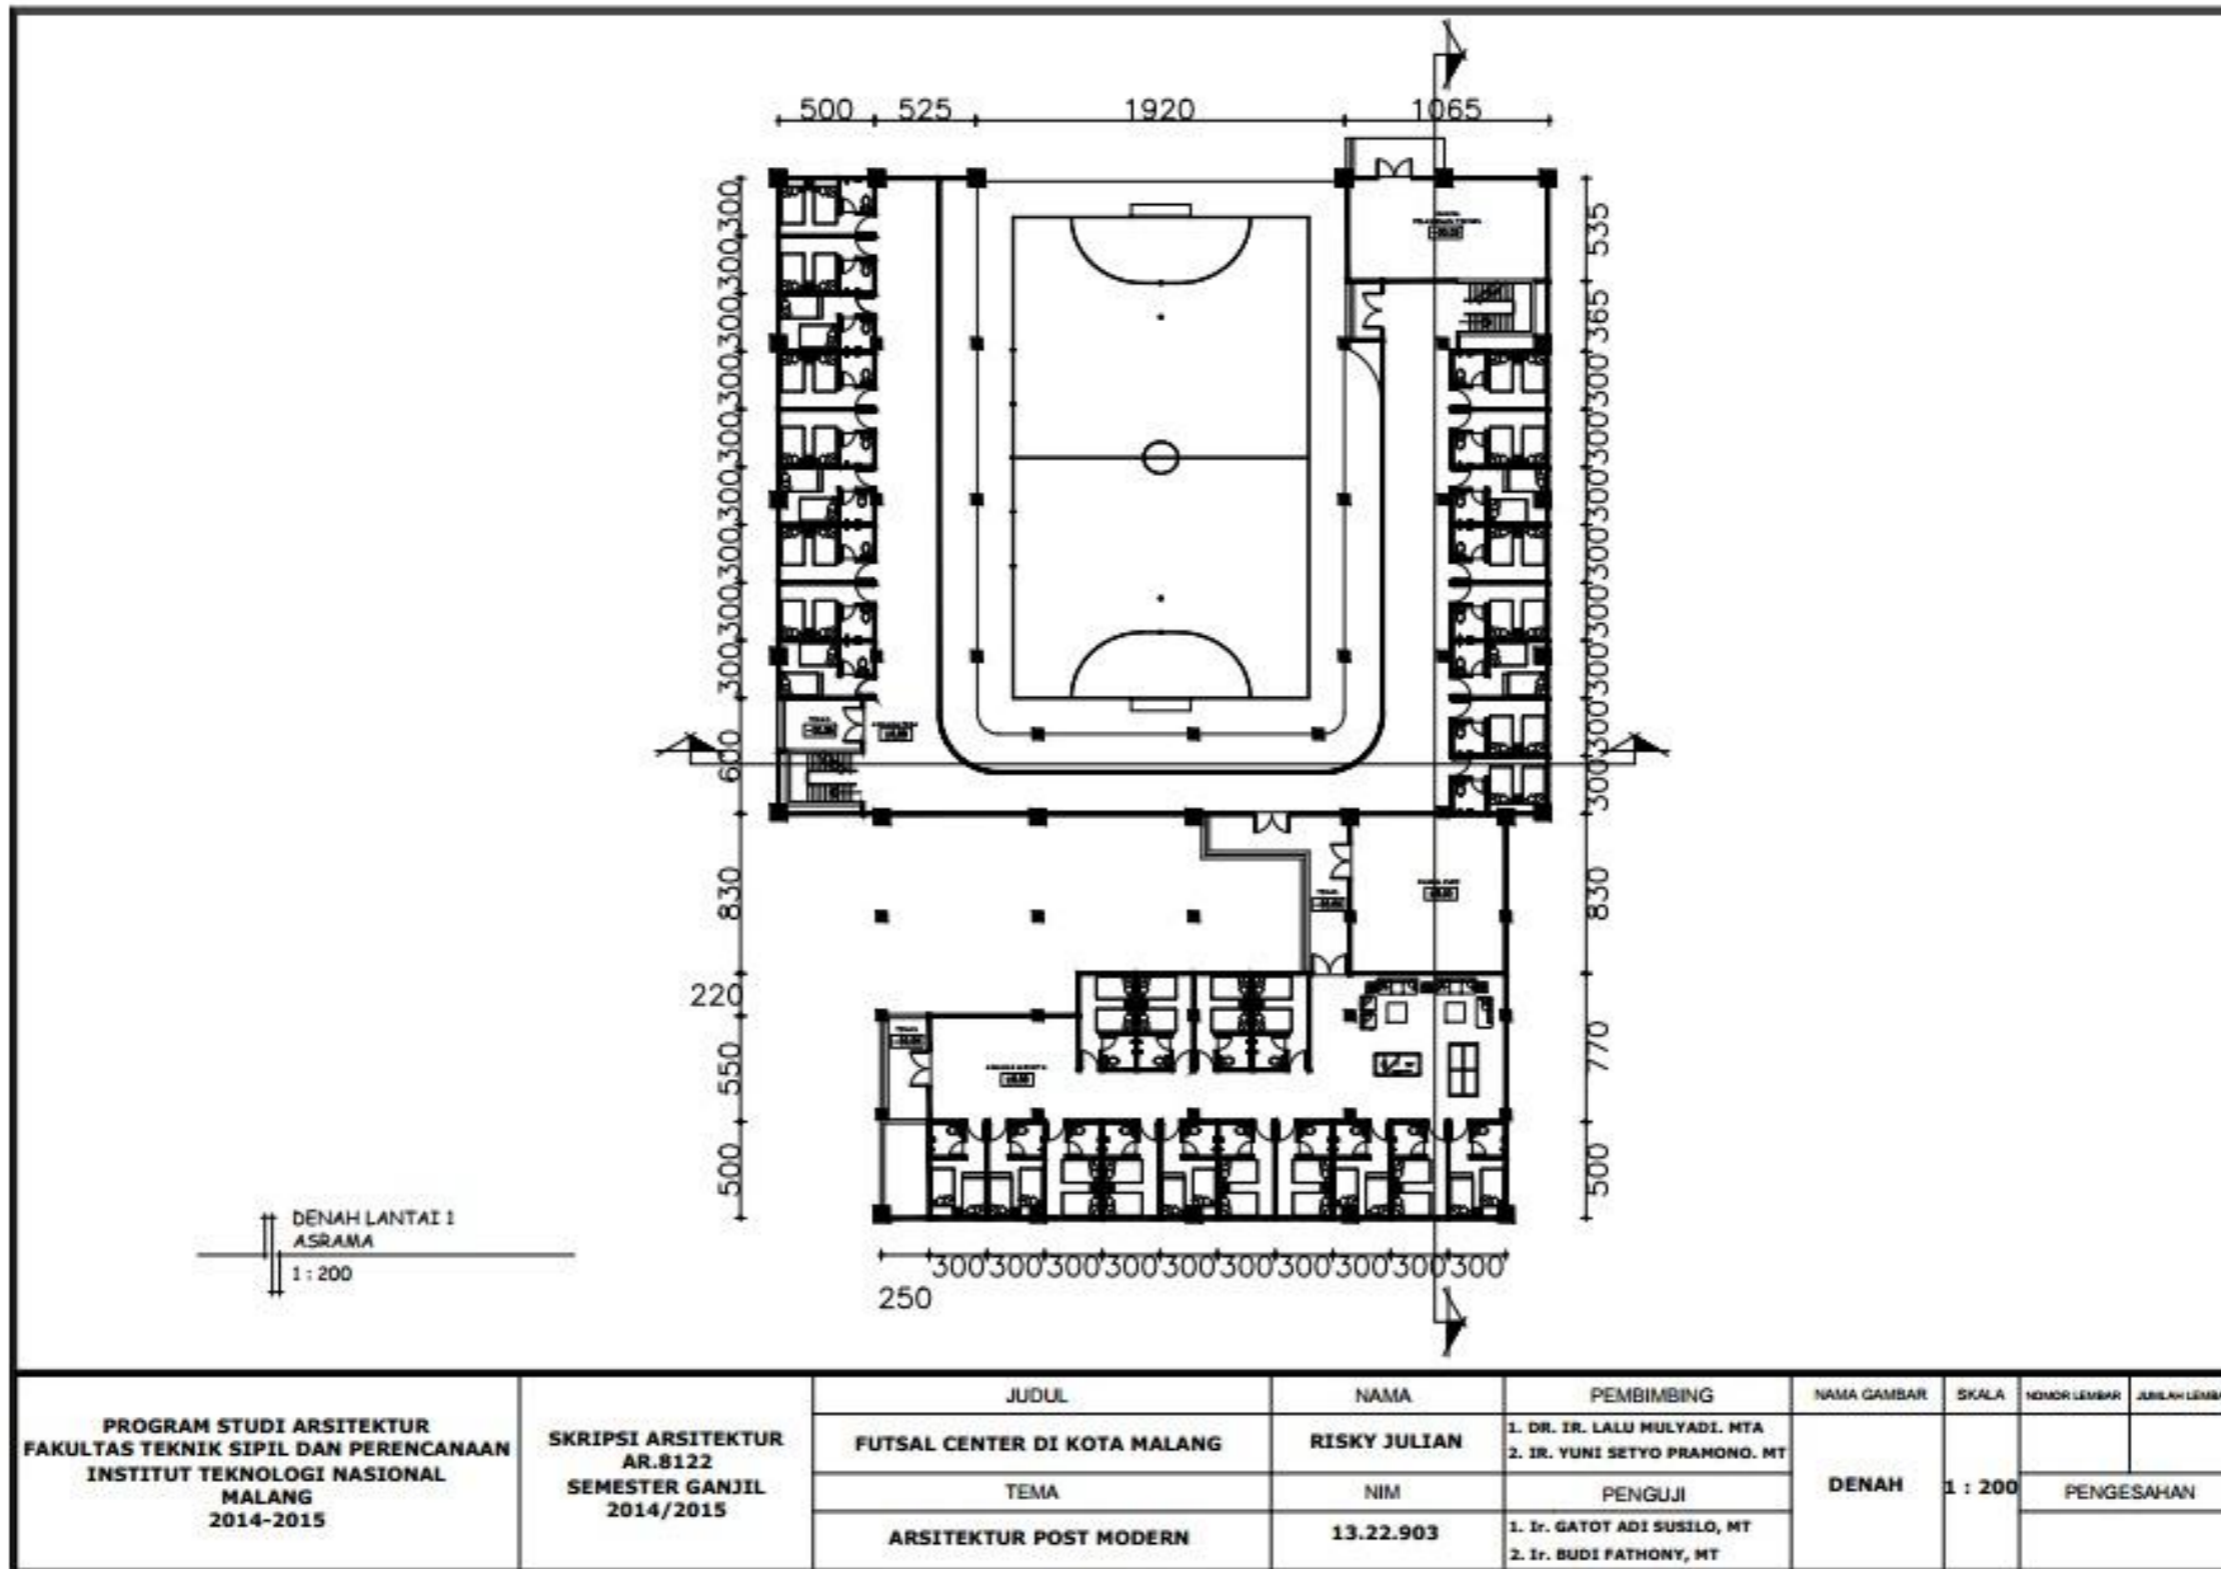 500 525 1920 1065
300
300
300
300
300
300
300
300
300
600
830
220
550
500
535
365
300
300
300
300
300
300
300
300
830
770
500
300 300 300 300 300 300 300 300 300 300
250
DENAH LANTAI 1
ASRAMA
1 : 200
PROGRAM STUDI ARSITEKTUR
FAKULTAS TEKNIK SIPIL DAN PERENCANAAN
INSTITUT TEKNOLOGI NASIONAL
MALANG
2014-2015
SKRIPSI ARSITEKTUR
AR.8122
SEMESTER GANJIL
2014/2015
JUDUL
FUTSAL CENTER DI KOTA MALANG
TEMA
ARSITEKTUR POST MODERN
NAMA
RISKY JULIAN
NIM
13.22.903
PEMBIMBING
1. DR. IR. LALU MULYADI. MTA
2. IR. YUNI SETYO PRAMONO. MT
PENGUJI
1. Ir. GATOT ADI SUSILO, MT
2. Ir. BUDI FATHONY, MT
NAMA GAMBAR
DENAH
SKALA
1 : 200
NOMOR LEMBAR
JUMLAH
PENGESAHAN